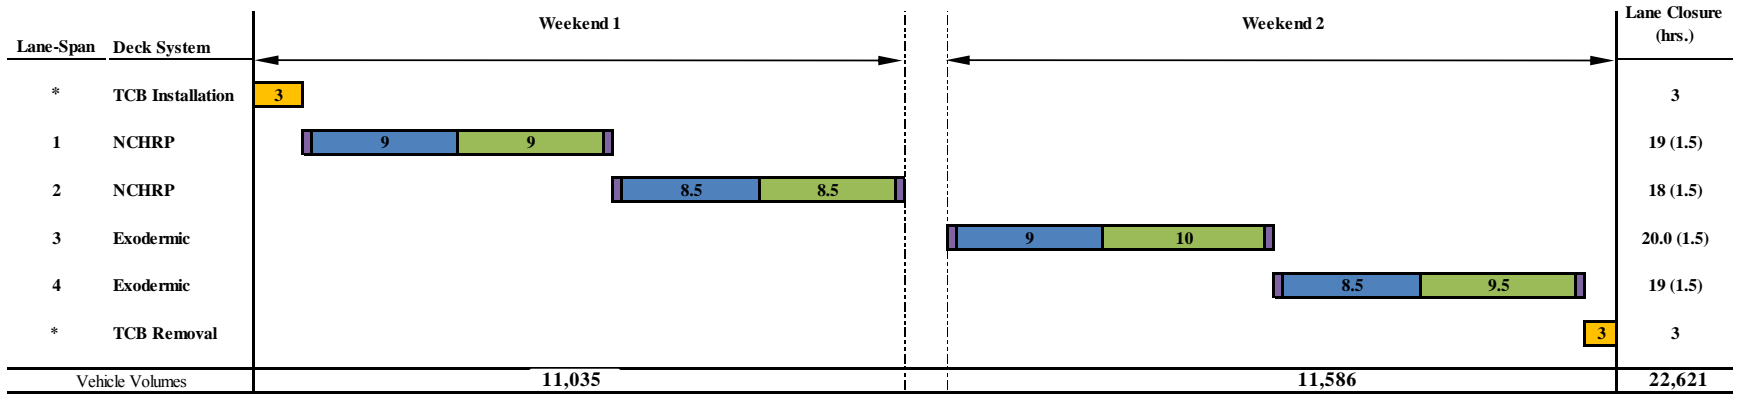 Weekend 1 Weekend 2 Lane Closure
(hrs.)
Lane-Span Deck System
* TCB Installation 3 3
1 NCHRP 9 9 19 (1.5)
2 NCHRP 8.5 8.5 18 (1.5)
3 Exodermic 9 10 20.0 (1.5)
4 Exodermic 8.5 9.5 19 (1.5)
* TCB Removal 3 3
Vehicle Volumes 11,035 11,586 22,621